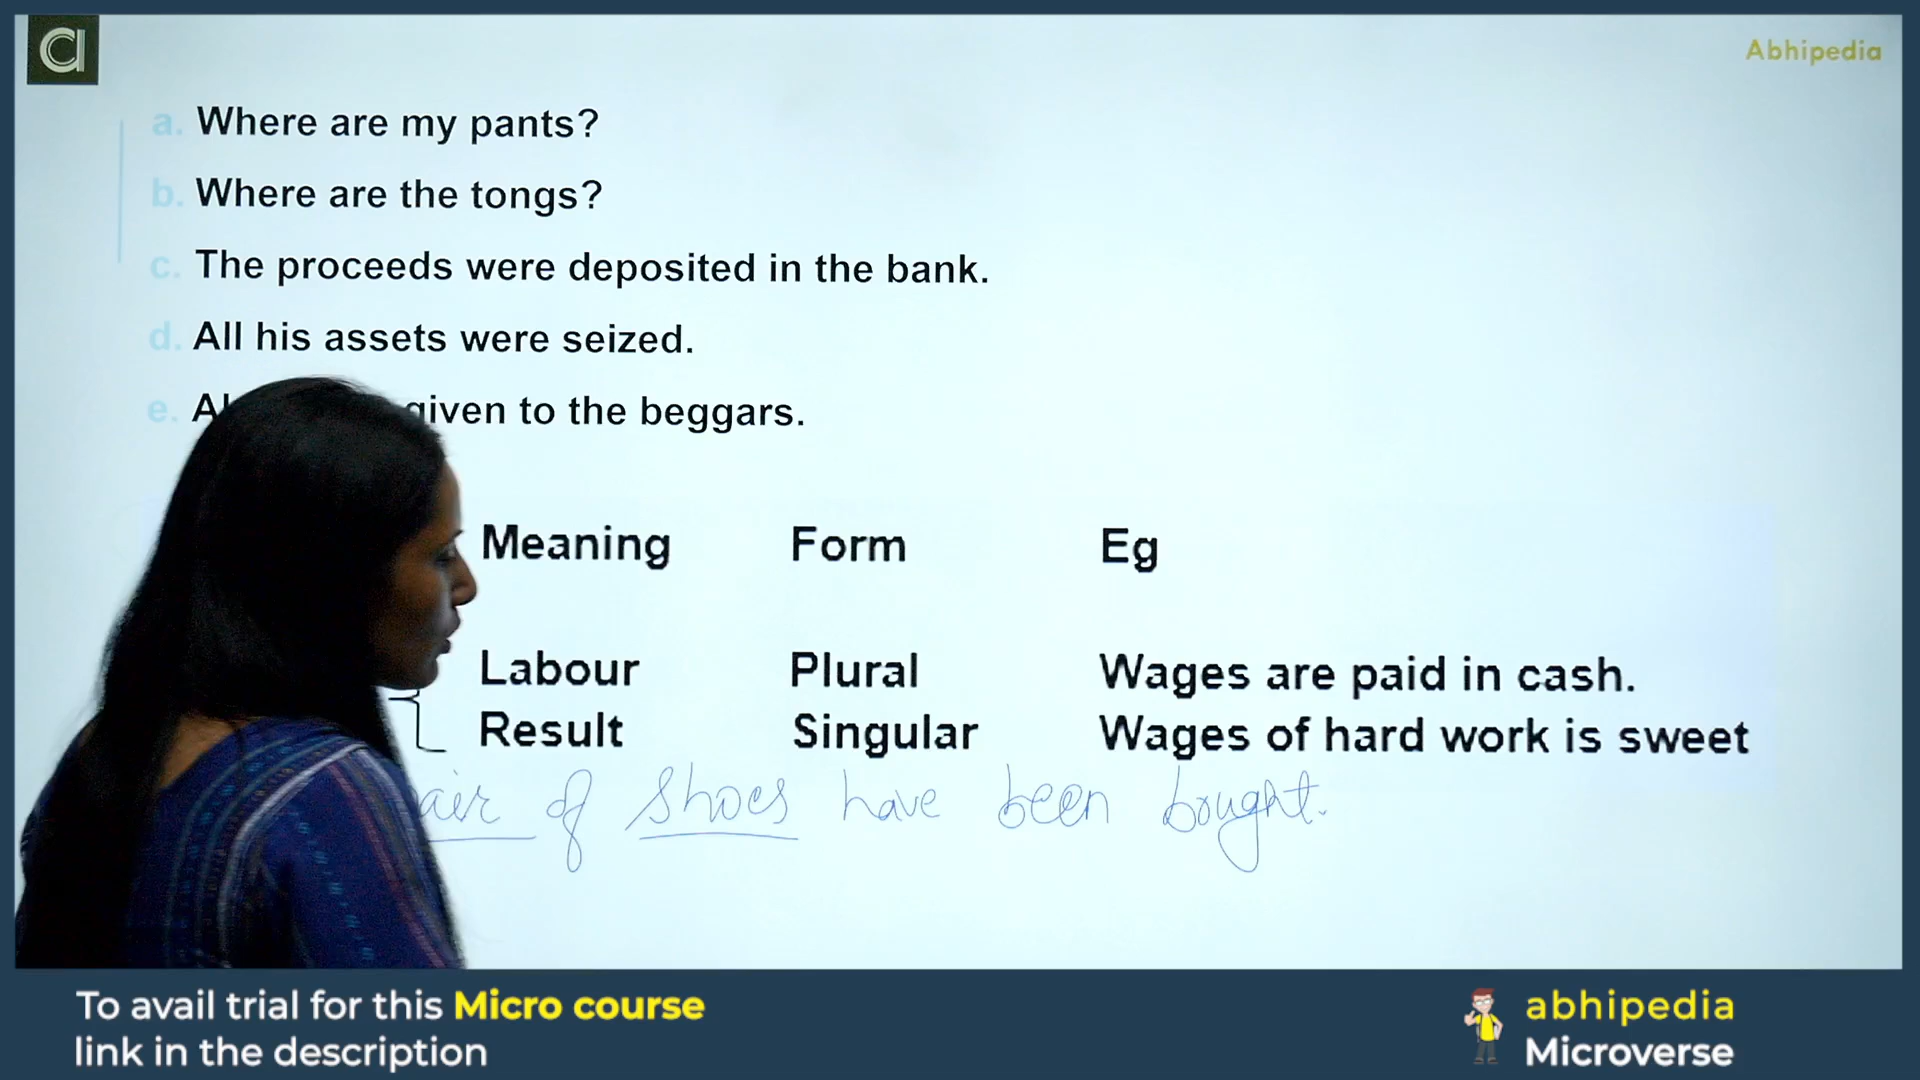 a
Abhipedia
a. Where are my pants?
b. Where are the tongs?
c. The proceeds were deposited in the bank.
d. All his assets were seized.
e. given to the beggars.
Meaning Form Eg
Labour Plural Wages are paid in cash.
Result Singular Wages of hard work is sweet
of shoes have been bought.
To avail trial for this Micro course
link in the description
abhipedia
Microverse